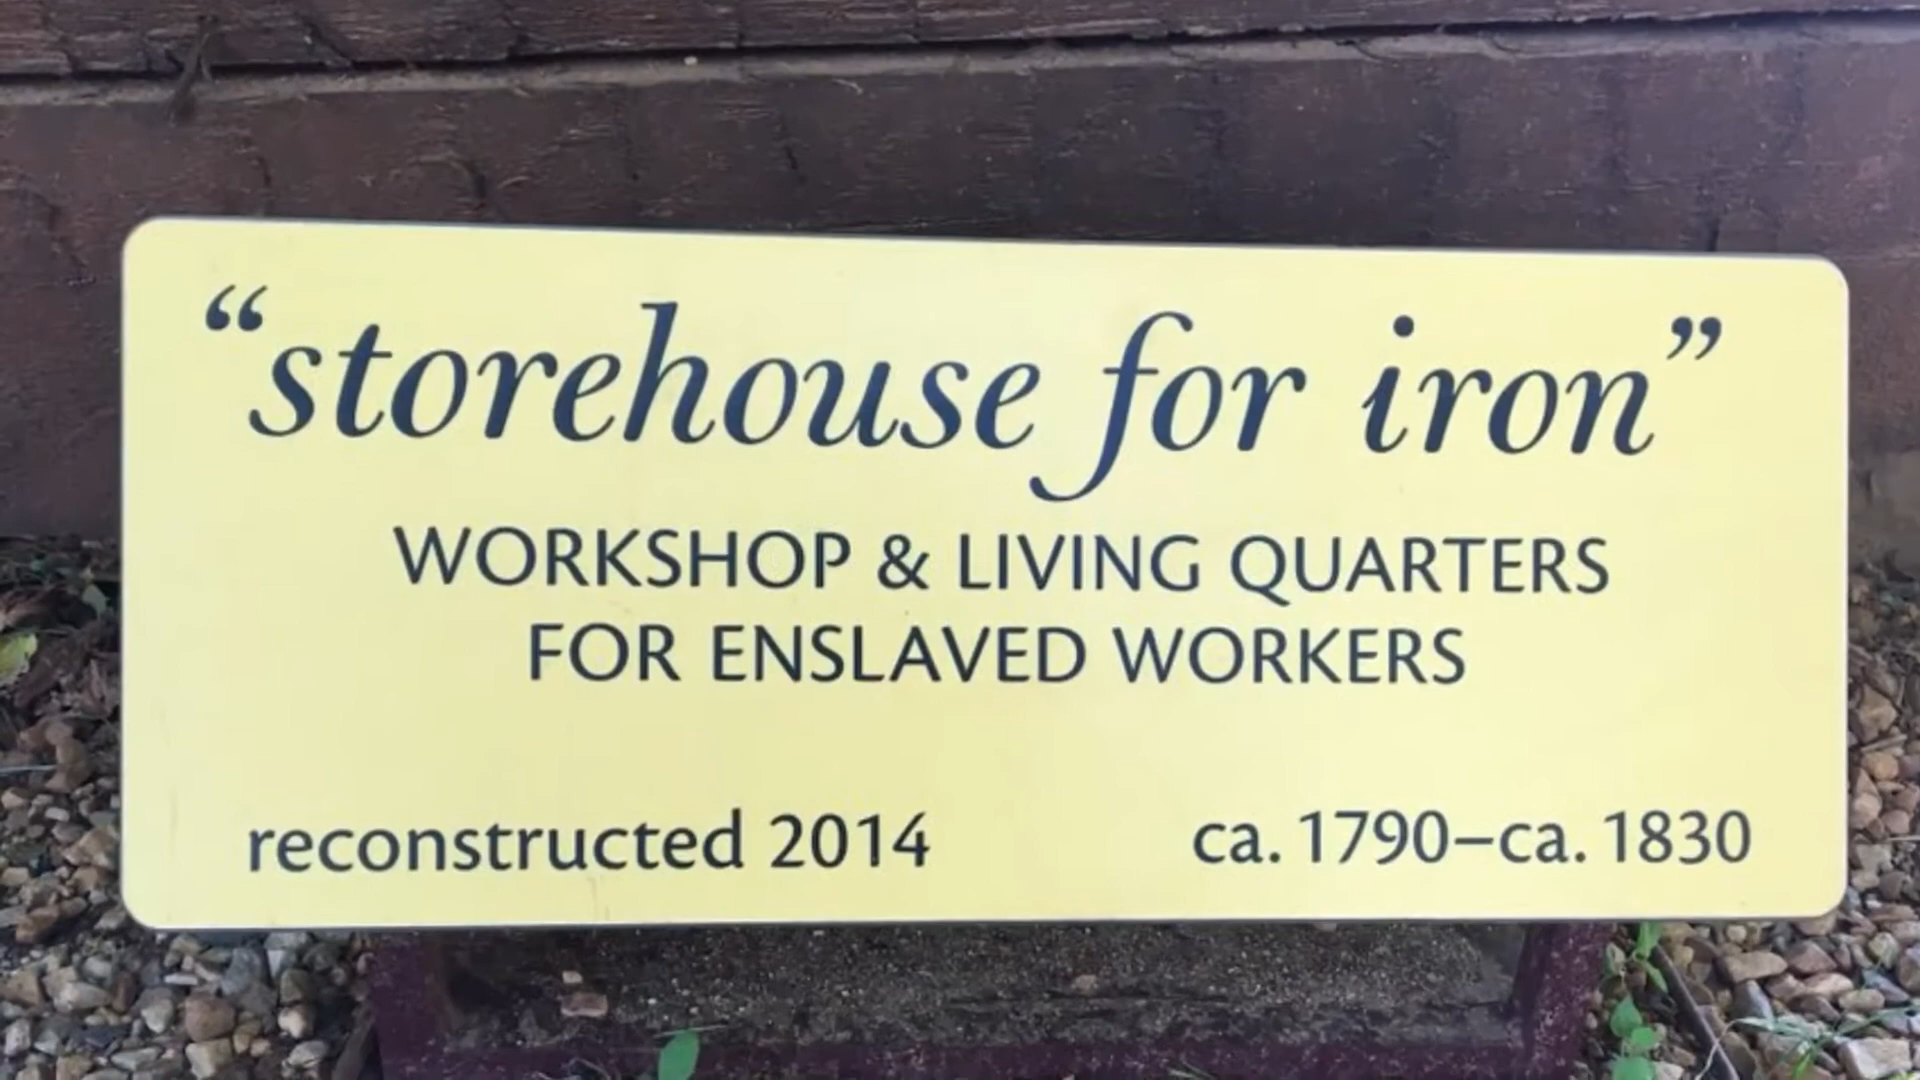 “storehouse for iron”
WORKSHOP & LIVING QUARTERS
FOR ENSLAVED WORKERS
reconstructed 2014 ca. 1790–ca. 1830